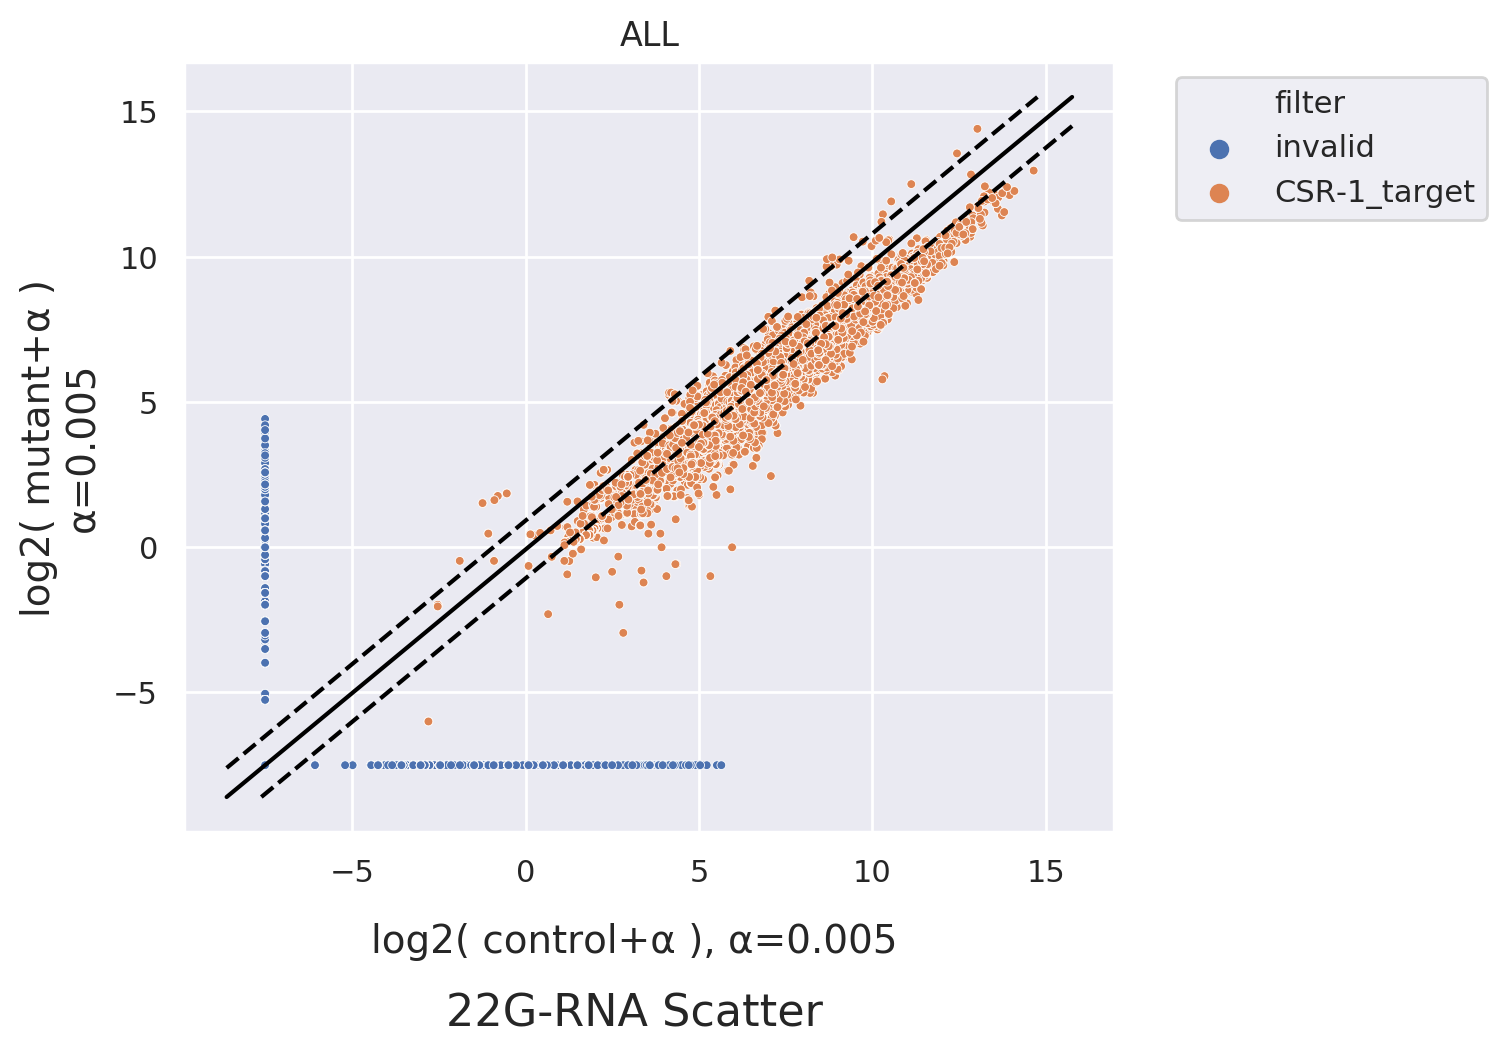 ALL
15
10
5
0
−5
log2( mutant+α )
α=0.005
−5
0
5
10
15
log2( control+α ), α=0.005
22G-RNA Scatter
filter
invalid
CSR-1_target